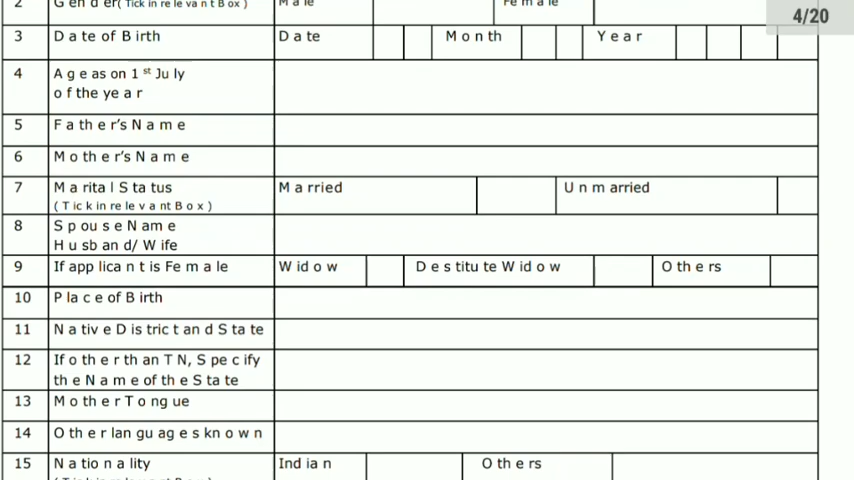 2 Gender(Tick in relevant Box) Male Female
4/20
3 Date of Birth Date Month Year
4 Age as on 1st July
of the year
5 Father's Name
6 Mother's Name
7 Marital Status Married Unmarried
(Tick in relevant Box)
8 Spouse Name
Husband/Wife
9 If applicant is Female Widow Destitute Widow Others
10 Place of Birth
11 Native District and State
12 If other than TN, Specify
the Name of the State
13 Mother Tongue
14 Other languages known
15 Nationality Indian Others